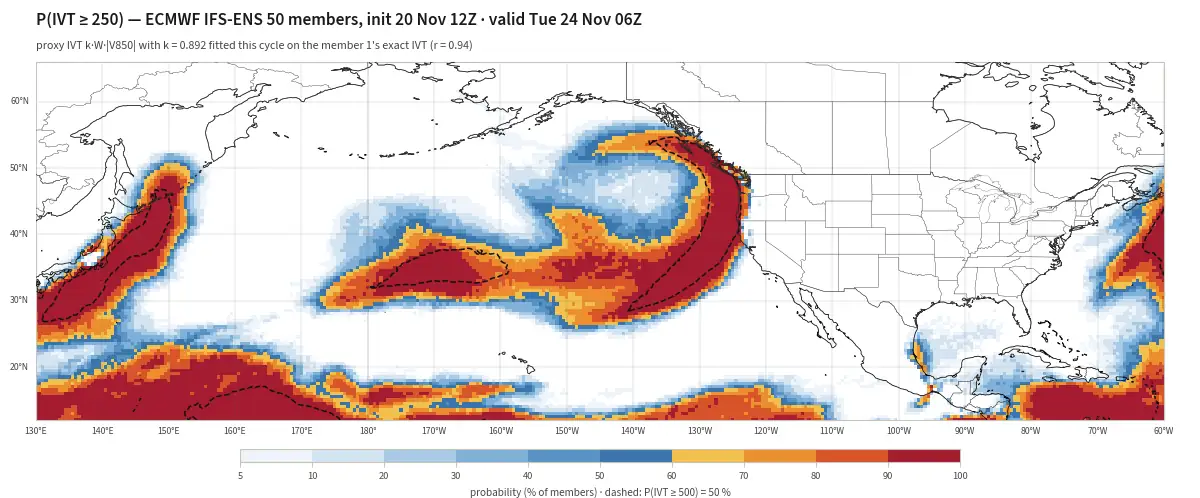 P(IVT ≥ 250) — ECMWF IFS-ENS 50 members, init 20 Nov 12Z · valid Tue 24 Nov 06Z
proxy IVT k·W·|V850| with k = 0.892 fitted this cycle on the member 1's exact IVT (r = 0.94)
60°N
50°N
40°N
30°N
20°N
130°E 140°E 150°E 160°E 170°E 180° 170°W 160°W 150°W 140°W 130°W 120°W 110°W 100°W 90°W 80°W 70°W 60°W
5 10 20 30 40 50 60 70 80 90 100
probability (% of members) · dashed: P(IVT ≥ 500) = 50 %